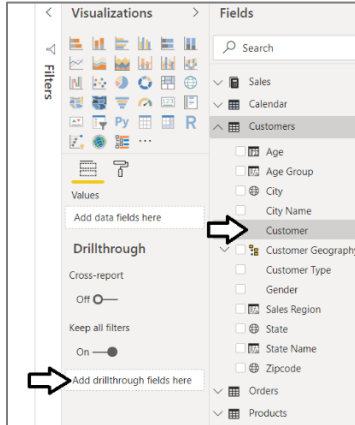 Visualizations
Fields
Search
Filters
Sales
Calendar
Customers
Age
Age Group
City
City Name
Customer
Customer Geography
Customer Type
Gender
Sales Region
State
State Name
Zipcode
Orders
Products
Py
R
123
Values
Add data fields here
Drillthrough
Cross-report
Off
Keep all filters
On
Add drillthrough fields here